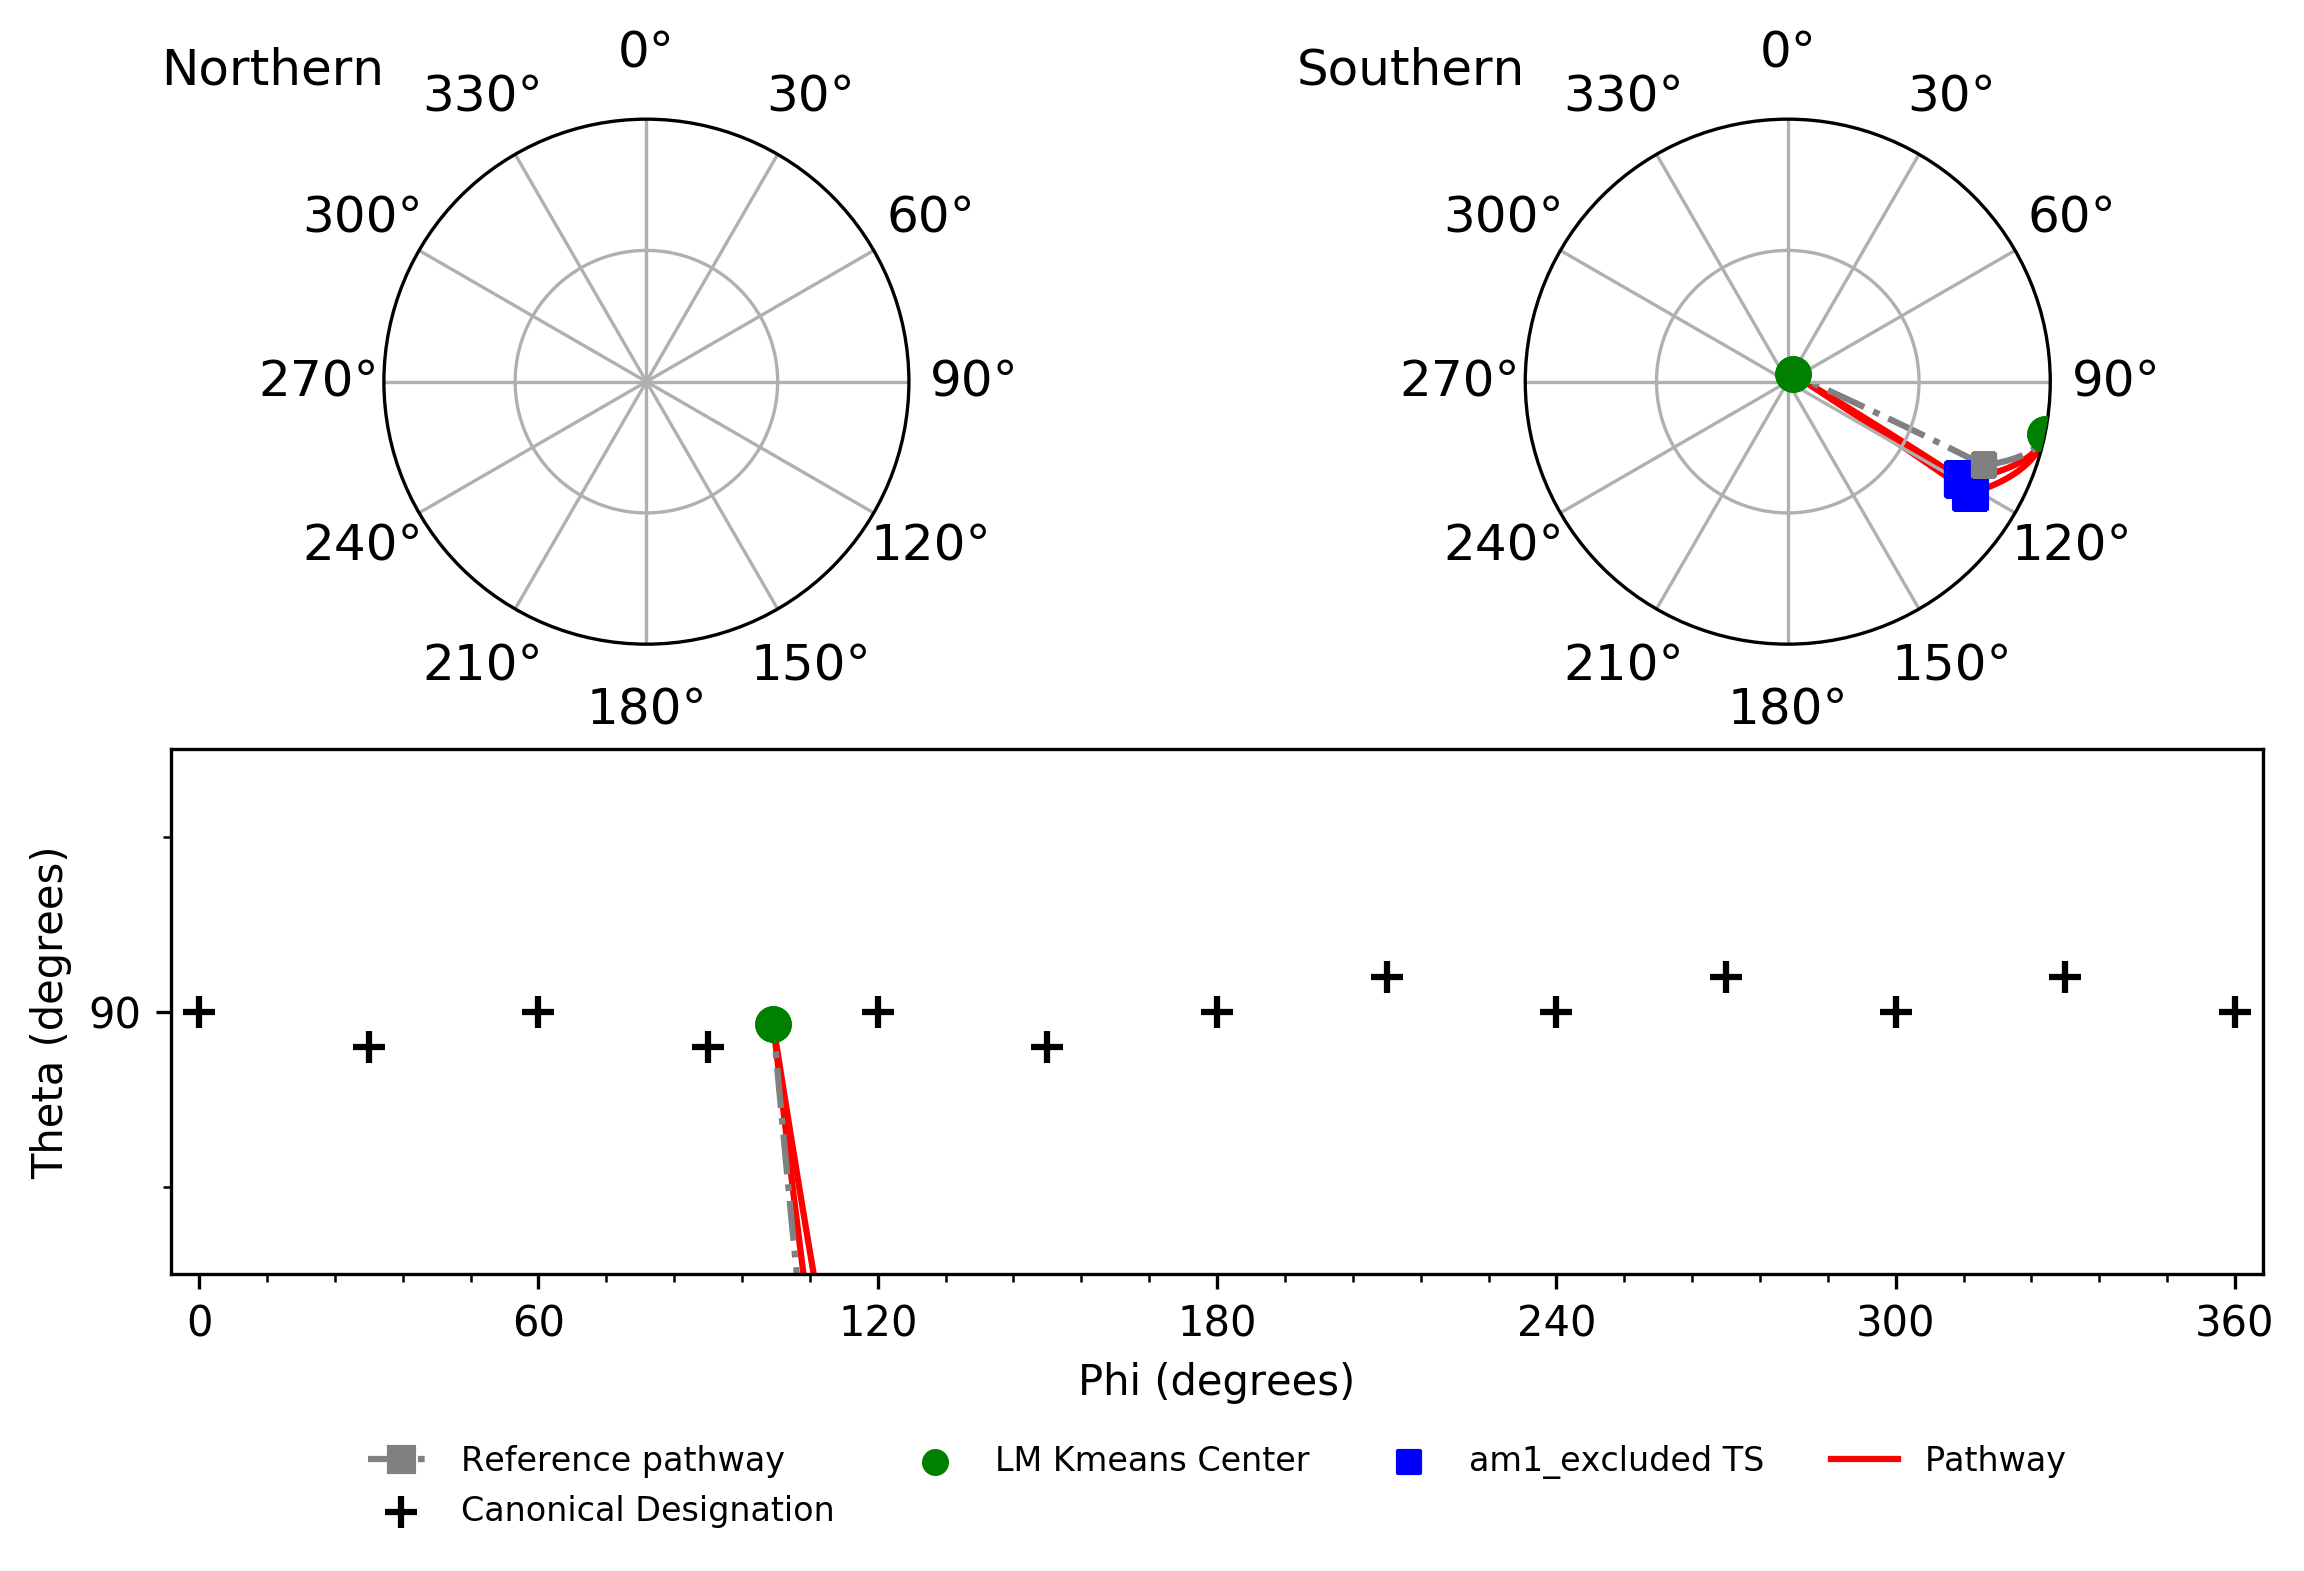 Northern
0°
330°
30°
300°
60°
270°
90°
240°
120°
210°
150°
180°
Southern
0°
330°
30°
300°
60°
270°
90°
240°
120°
210°
150°
180°
Theta (degrees)
90
0 60 120 180 240 300 360
Phi (degrees)
Reference pathway
Canonical Designation
LM Kmeans Center
am1_excluded TS
Pathway